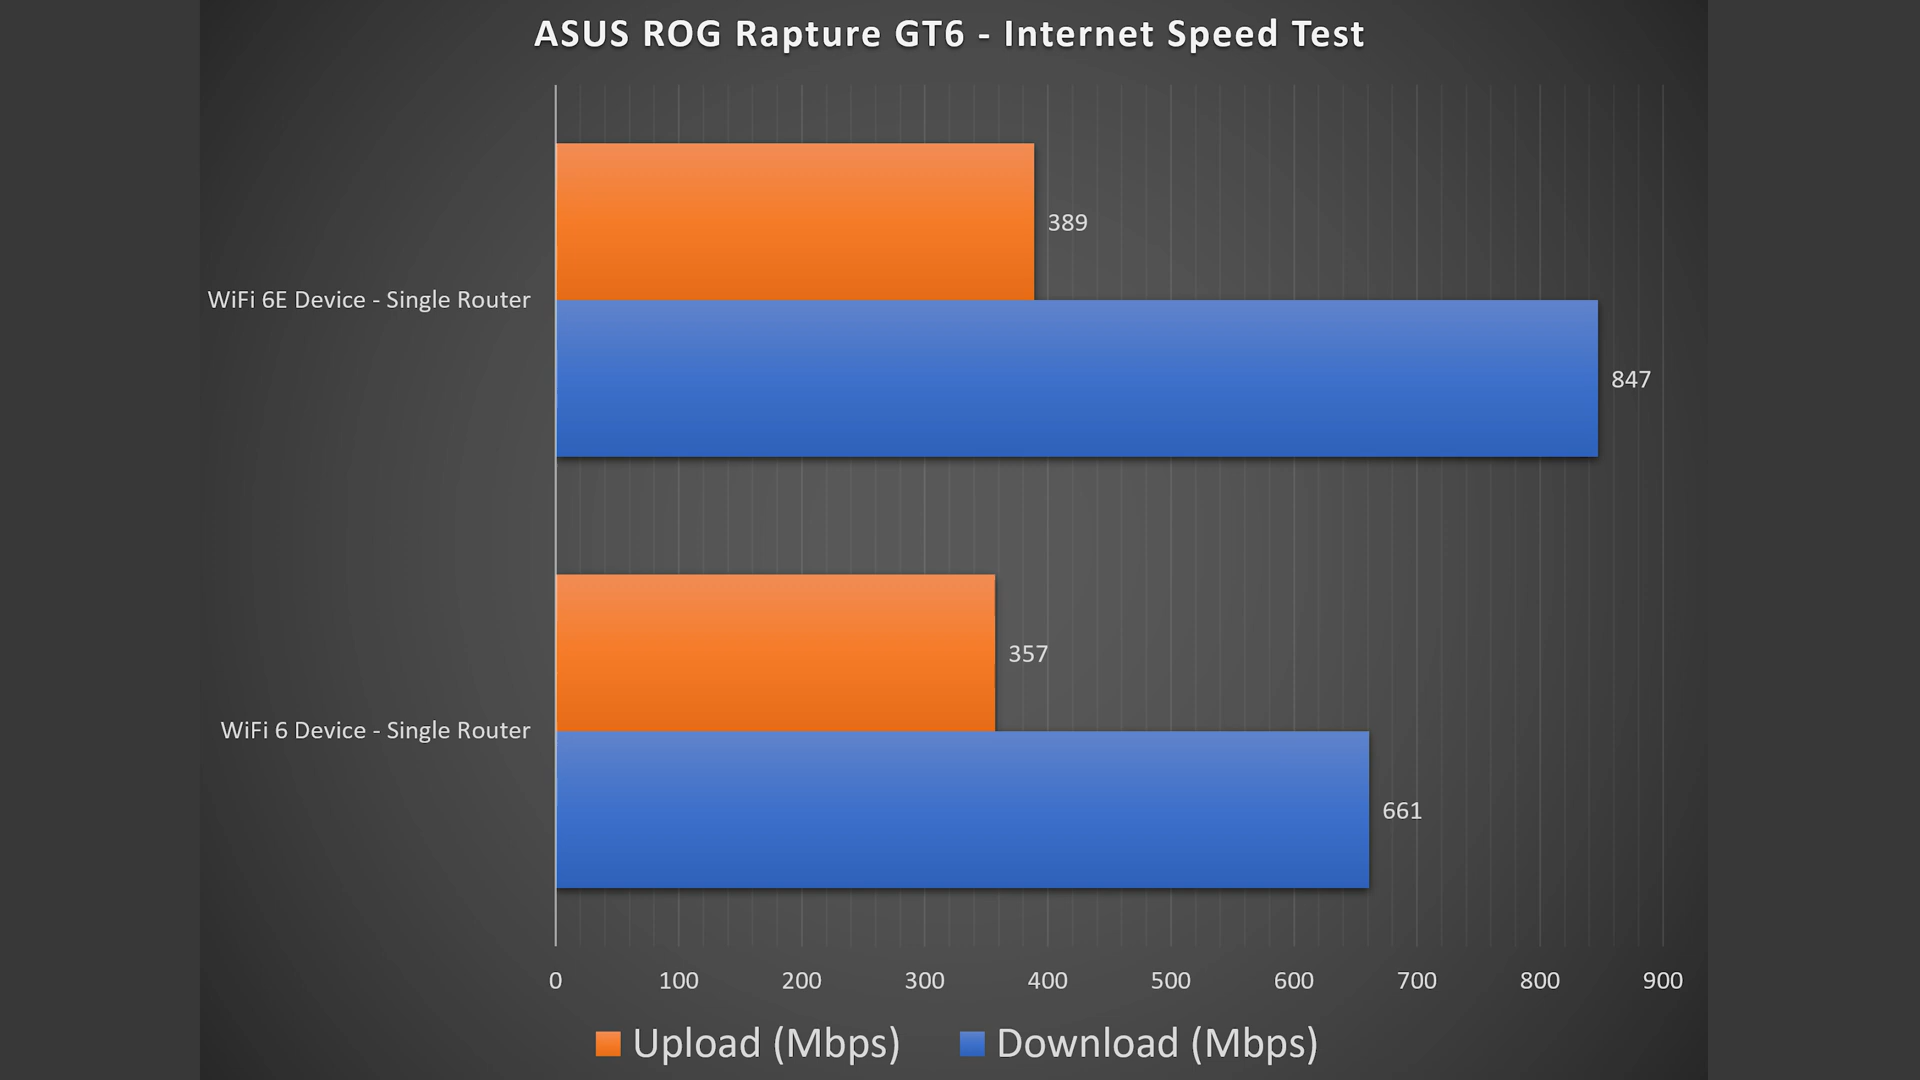 ASUS ROG Rapture GT6 - Internet Speed Test
389
WiFi 6E Device - Single Router
847
357
WiFi 6 Device - Single Router
661
0 100 200 300 400 500 600 700 800 900
Upload (Mbps) Download (Mbps)